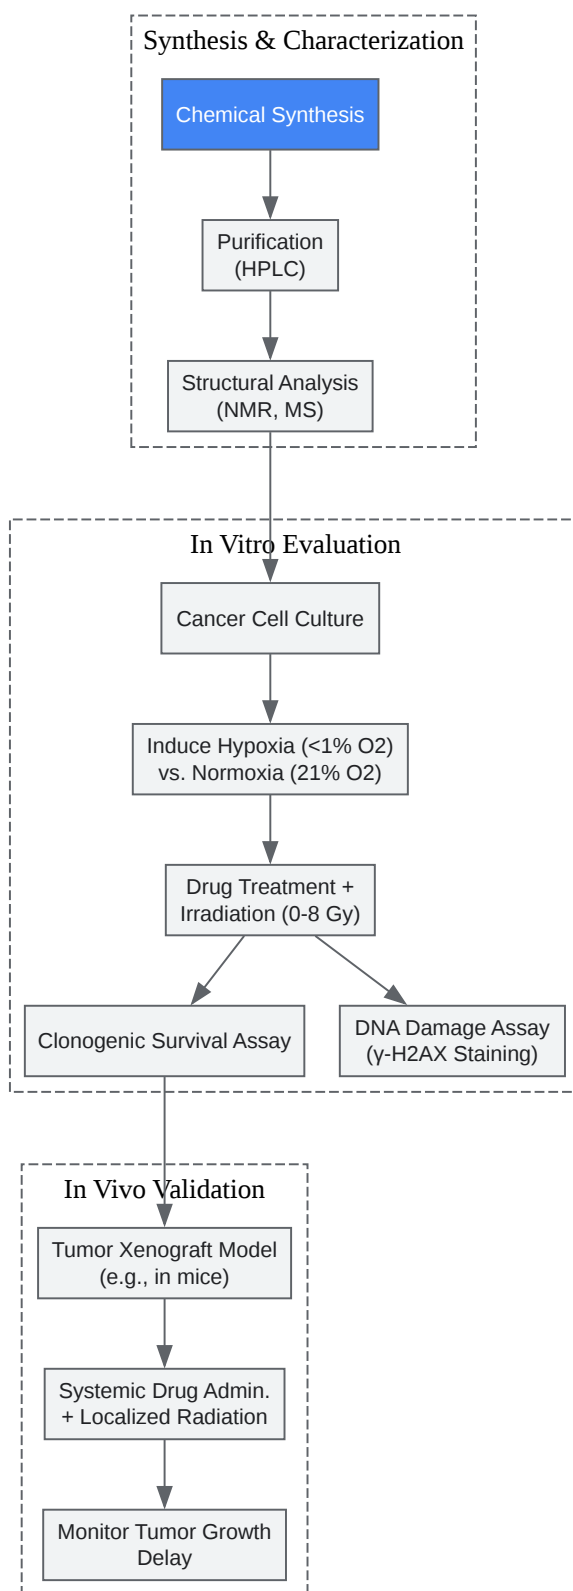 Synthesis & Characterization
Chemical Synthesis
Purification
(HPLC)
Structural Analysis
(NMR, MS)
In Vitro Evaluation
Cancer Cell Culture
Induce Hypoxia (<1% O2)
vs. Normoxia (21% O2)
Drug Treatment +
Irradiation (0-8 Gy)
Clonogenic Survival Assay
DNA Damage Assay
(γ-H2AX Staining)
In Vivo Validation
Tumor Xenograft Model
(e.g., in mice)
Systemic Drug Admin.
+ Localized Radiation
Monitor Tumor Growth
Delay